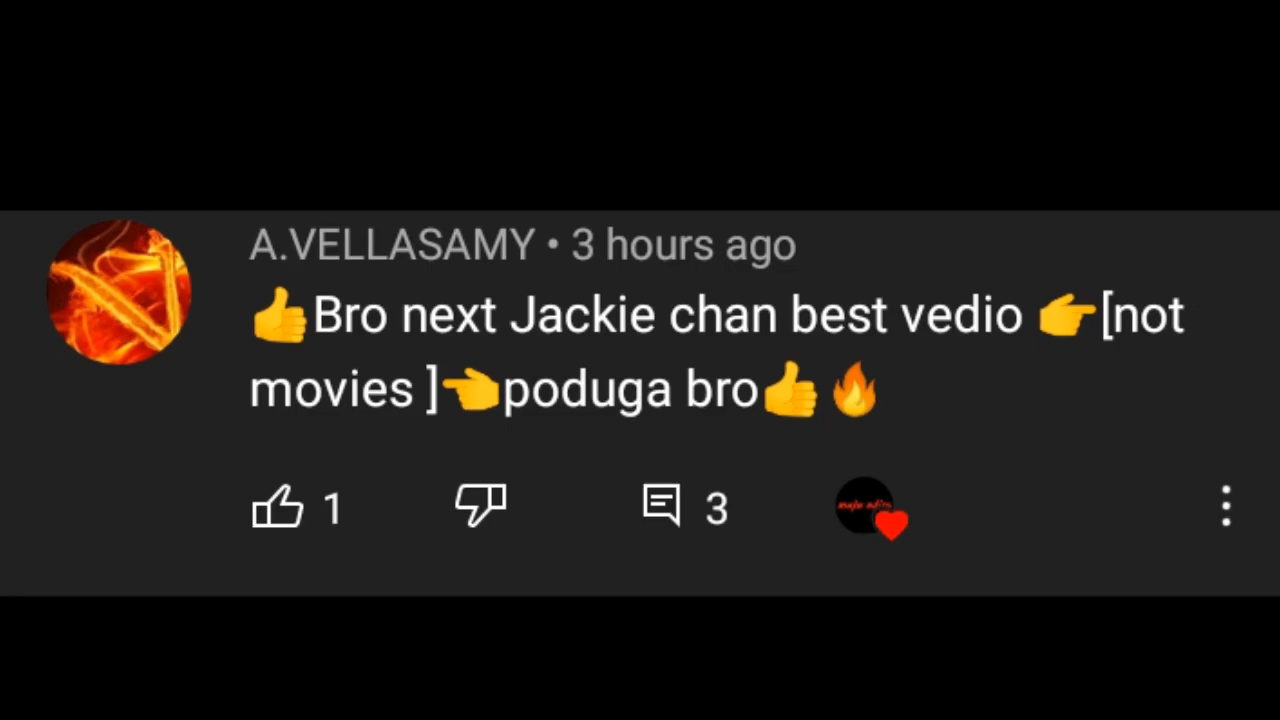 A.VELLASAMY • 3 hours ago
👍Bro next Jackie chan best vedio 👉[not
movies ]👈poduga bro👍🔥
1
3